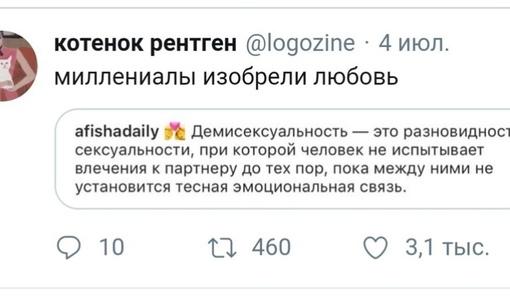 котенок рентген @logozine · 4 июл.
миллениалы изобрели любовь
afishadaily 💏 Демисексуальность — это разновидност
сексуальности, при которой человек не испытывает
влечения к партнеру до тех пор, пока между ними не
установится тесная эмоциональная связь.
10 460 3,1 тыс.